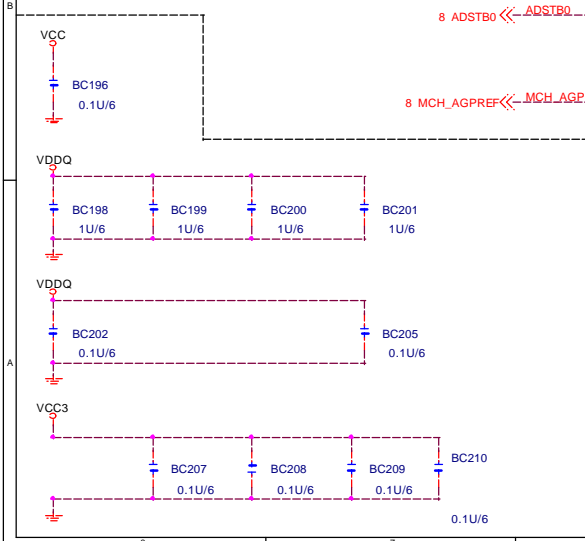 B
8 ADSTB0 ADSTB0
VCC
BC196
0.1U/6
8 MCH_AGPREF MCH_AGP
VDDQ
BC198 BC199 BC200 BC201
1U/6 1U/6 1U/6 1U/6
VDDQ
BC202 BC205
0.1U/6 0.1U/6
A
VCC3
BC207 BC208 BC209 BC210
0.1U/6 0.1U/6 0.1U/6
0.1U/6